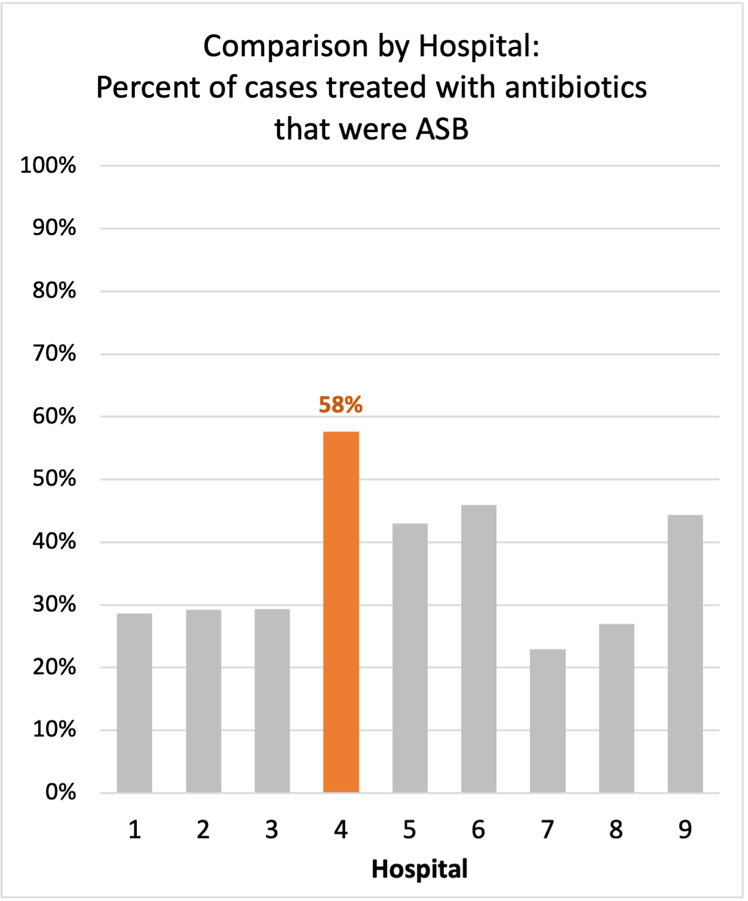 Comparison by Hospital:
Percent of cases treated with antibiotics
that were ASB
100%
90%
80%
70%
60%
58%
50%
40%
30%
20%
10%
0%
1 2 3 4 5 6 7 8 9
Hospital